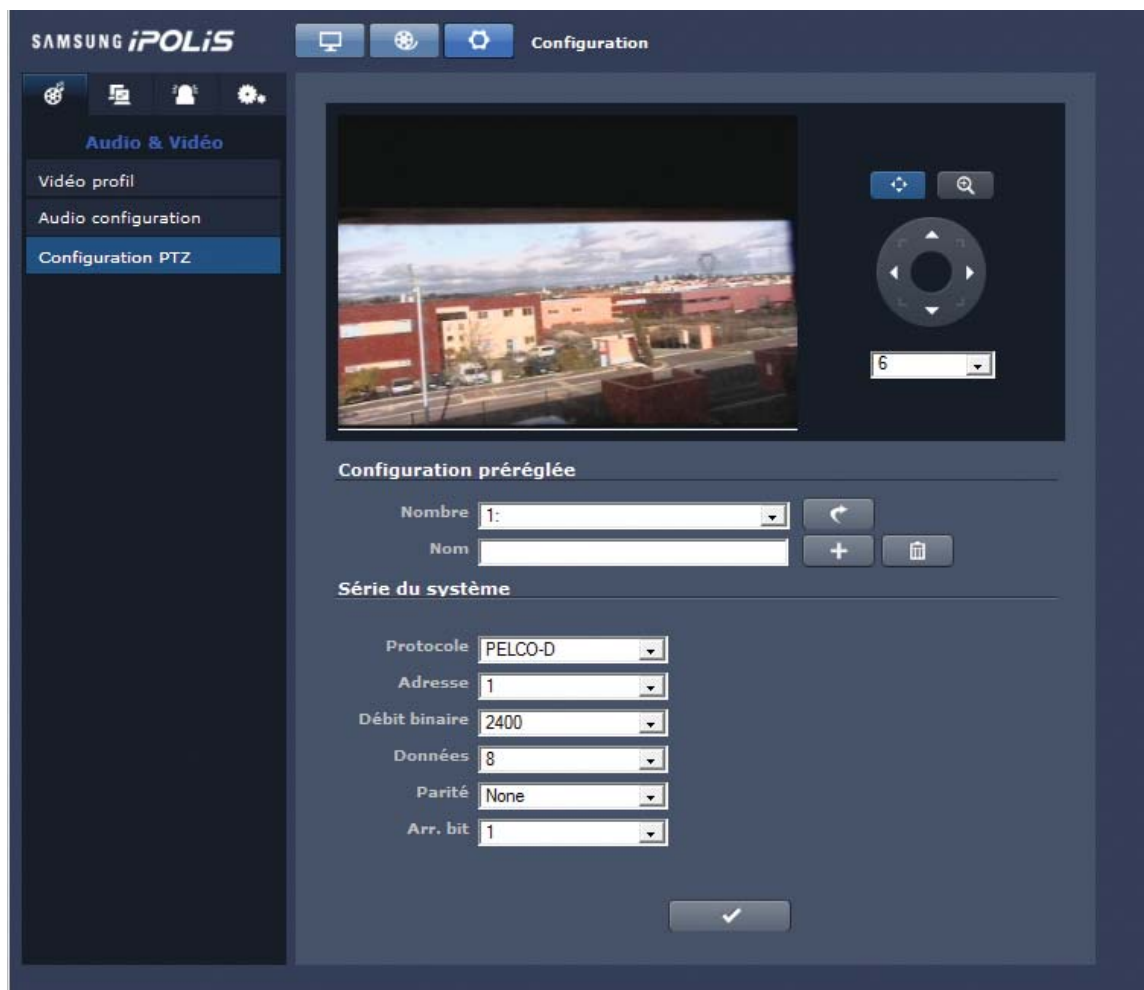 SAMSUNG iPOLiS
Configuration
Audio & Vidéo
Vidéo profil
Audio configuration
Configuration PTZ
6
Configuration préréglée
Nombre 1:
Nom
Série du système
Protocole PELCO-D
Adresse 1
Débit binaire 2400
Données 8
Parité None
Arr. bit 1